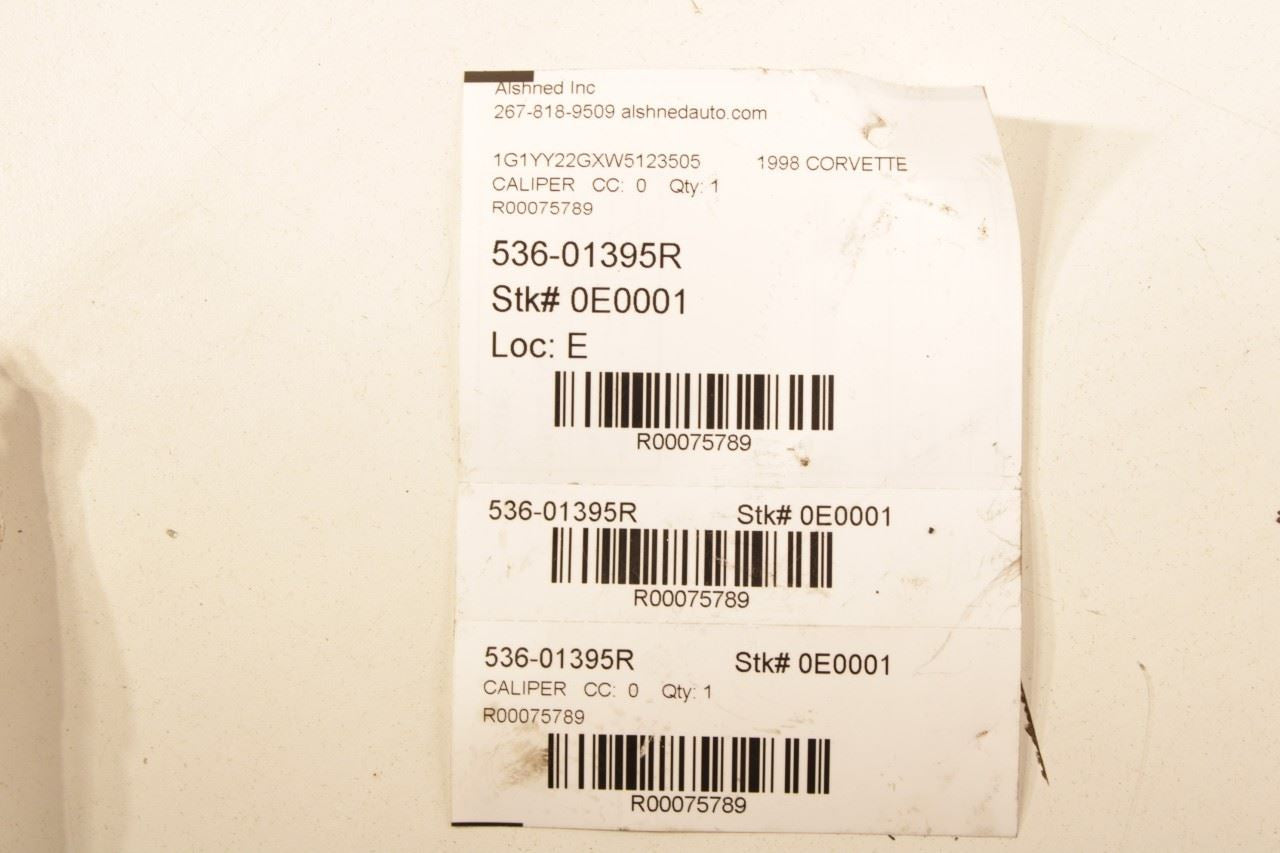 Alshned Inc
267-818-9509 alshnedauto.com
1G1YY22GXW5123505 1998 CORVETTE
CALIPER CC: 0 Qty: 1
R00075789
536-01395R
Stk# 0E0001
Loc: E
R00075789
536-01395R Stk# 0E0001
R00075789
536-01395R Stk# 0E0001
CALIPER CC: 0 Qty: 1
R00075789
R00075789